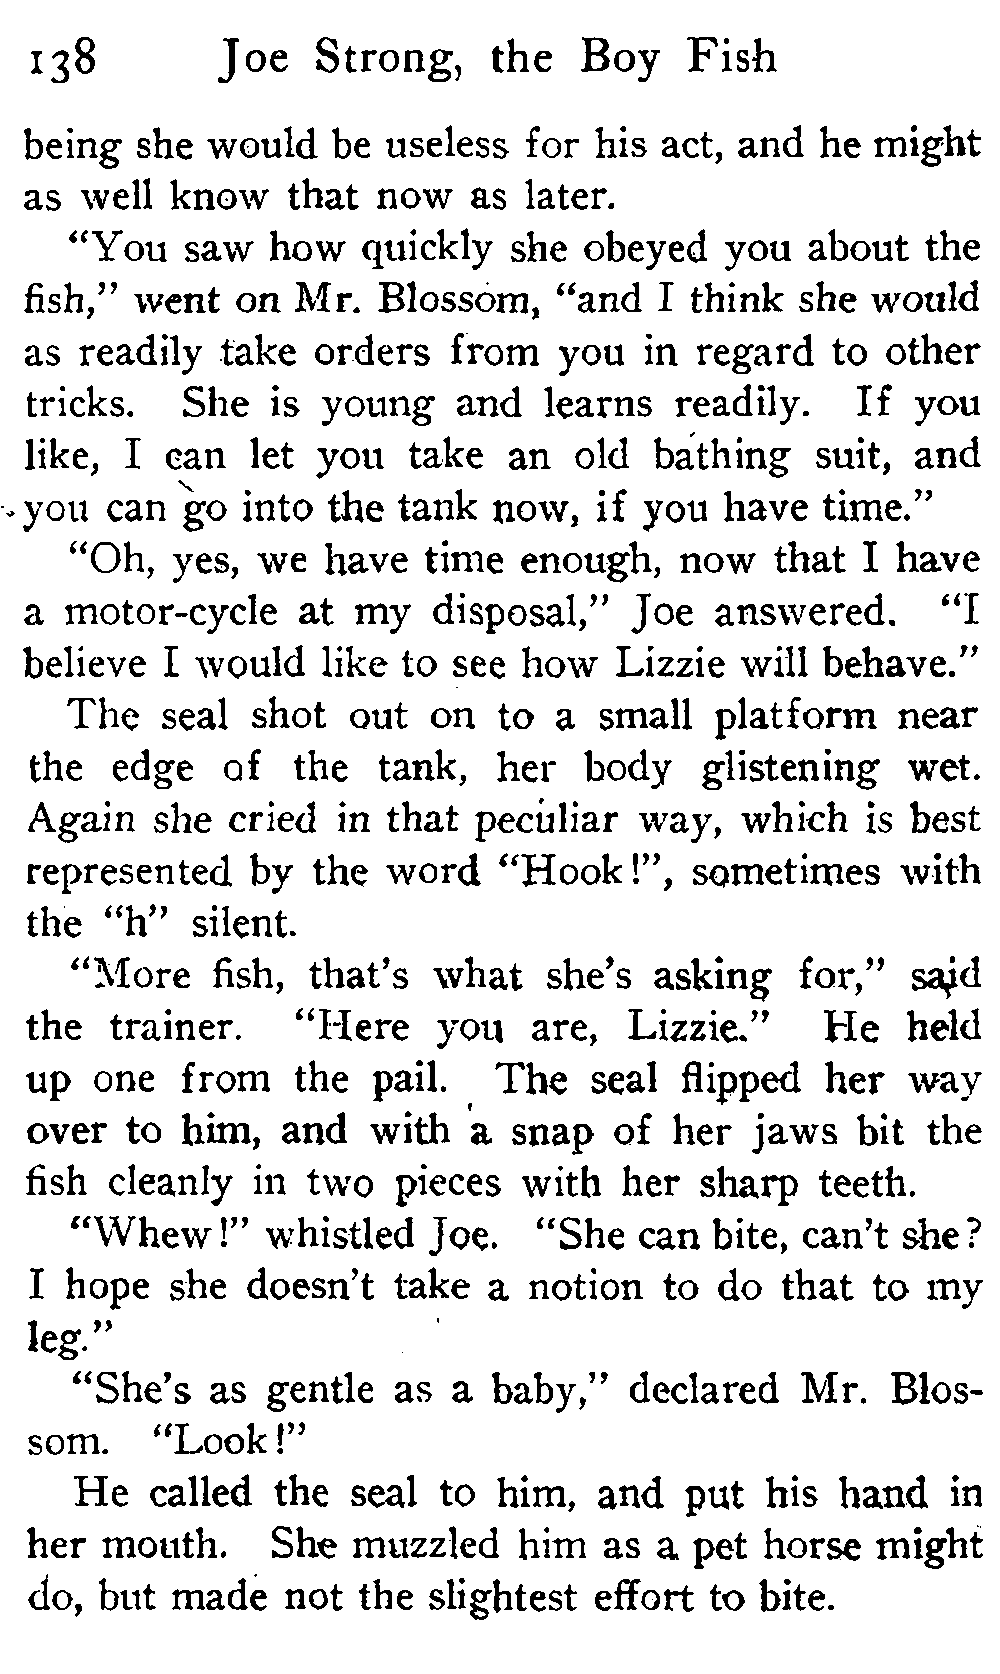 138 Joe Strong, the Boy Fish
being she would be useless for his act, and he might
as well know that now as later.
“You saw how quickly she obeyed you about the
fish,” went on Mr. Blossom, “and I think she would
as readily take orders from you in regard to other
tricks. She is young and learns readily. If you
like, I can let you take an old bathing suit, and
you can go into the tank now, if you have time.”
“Oh, yes, we have time enough, now that I have
a motor-cycle at my disposal,” Joe answered. “I
believe I would like to see how Lizzie will behave.”
The seal shot out on to a small platform near
the edge of the tank, her body glistening wet.
Again she cried in that peculiar way, which is best
represented by the word “Hook!”, sometimes with
the “h” silent.
“More fish, that’s what she’s asking for,” said
the trainer. “Here you are, Lizzie.” He held
up one from the pail. The seal flipped her way
over to him, and with a snap of her jaws bit the
fish cleanly in two pieces with her sharp teeth.
“Whew!” whistled Joe. “She can bite, can’t she?
I hope she doesn’t take a notion to do that to my
leg.”
“She’s as gentle as a baby,” declared Mr. Blos-
som. “Look!”
He called the seal to him, and put his hand in
her mouth. She muzzled him as a pet horse might
do, but made not the slightest effort to bite.